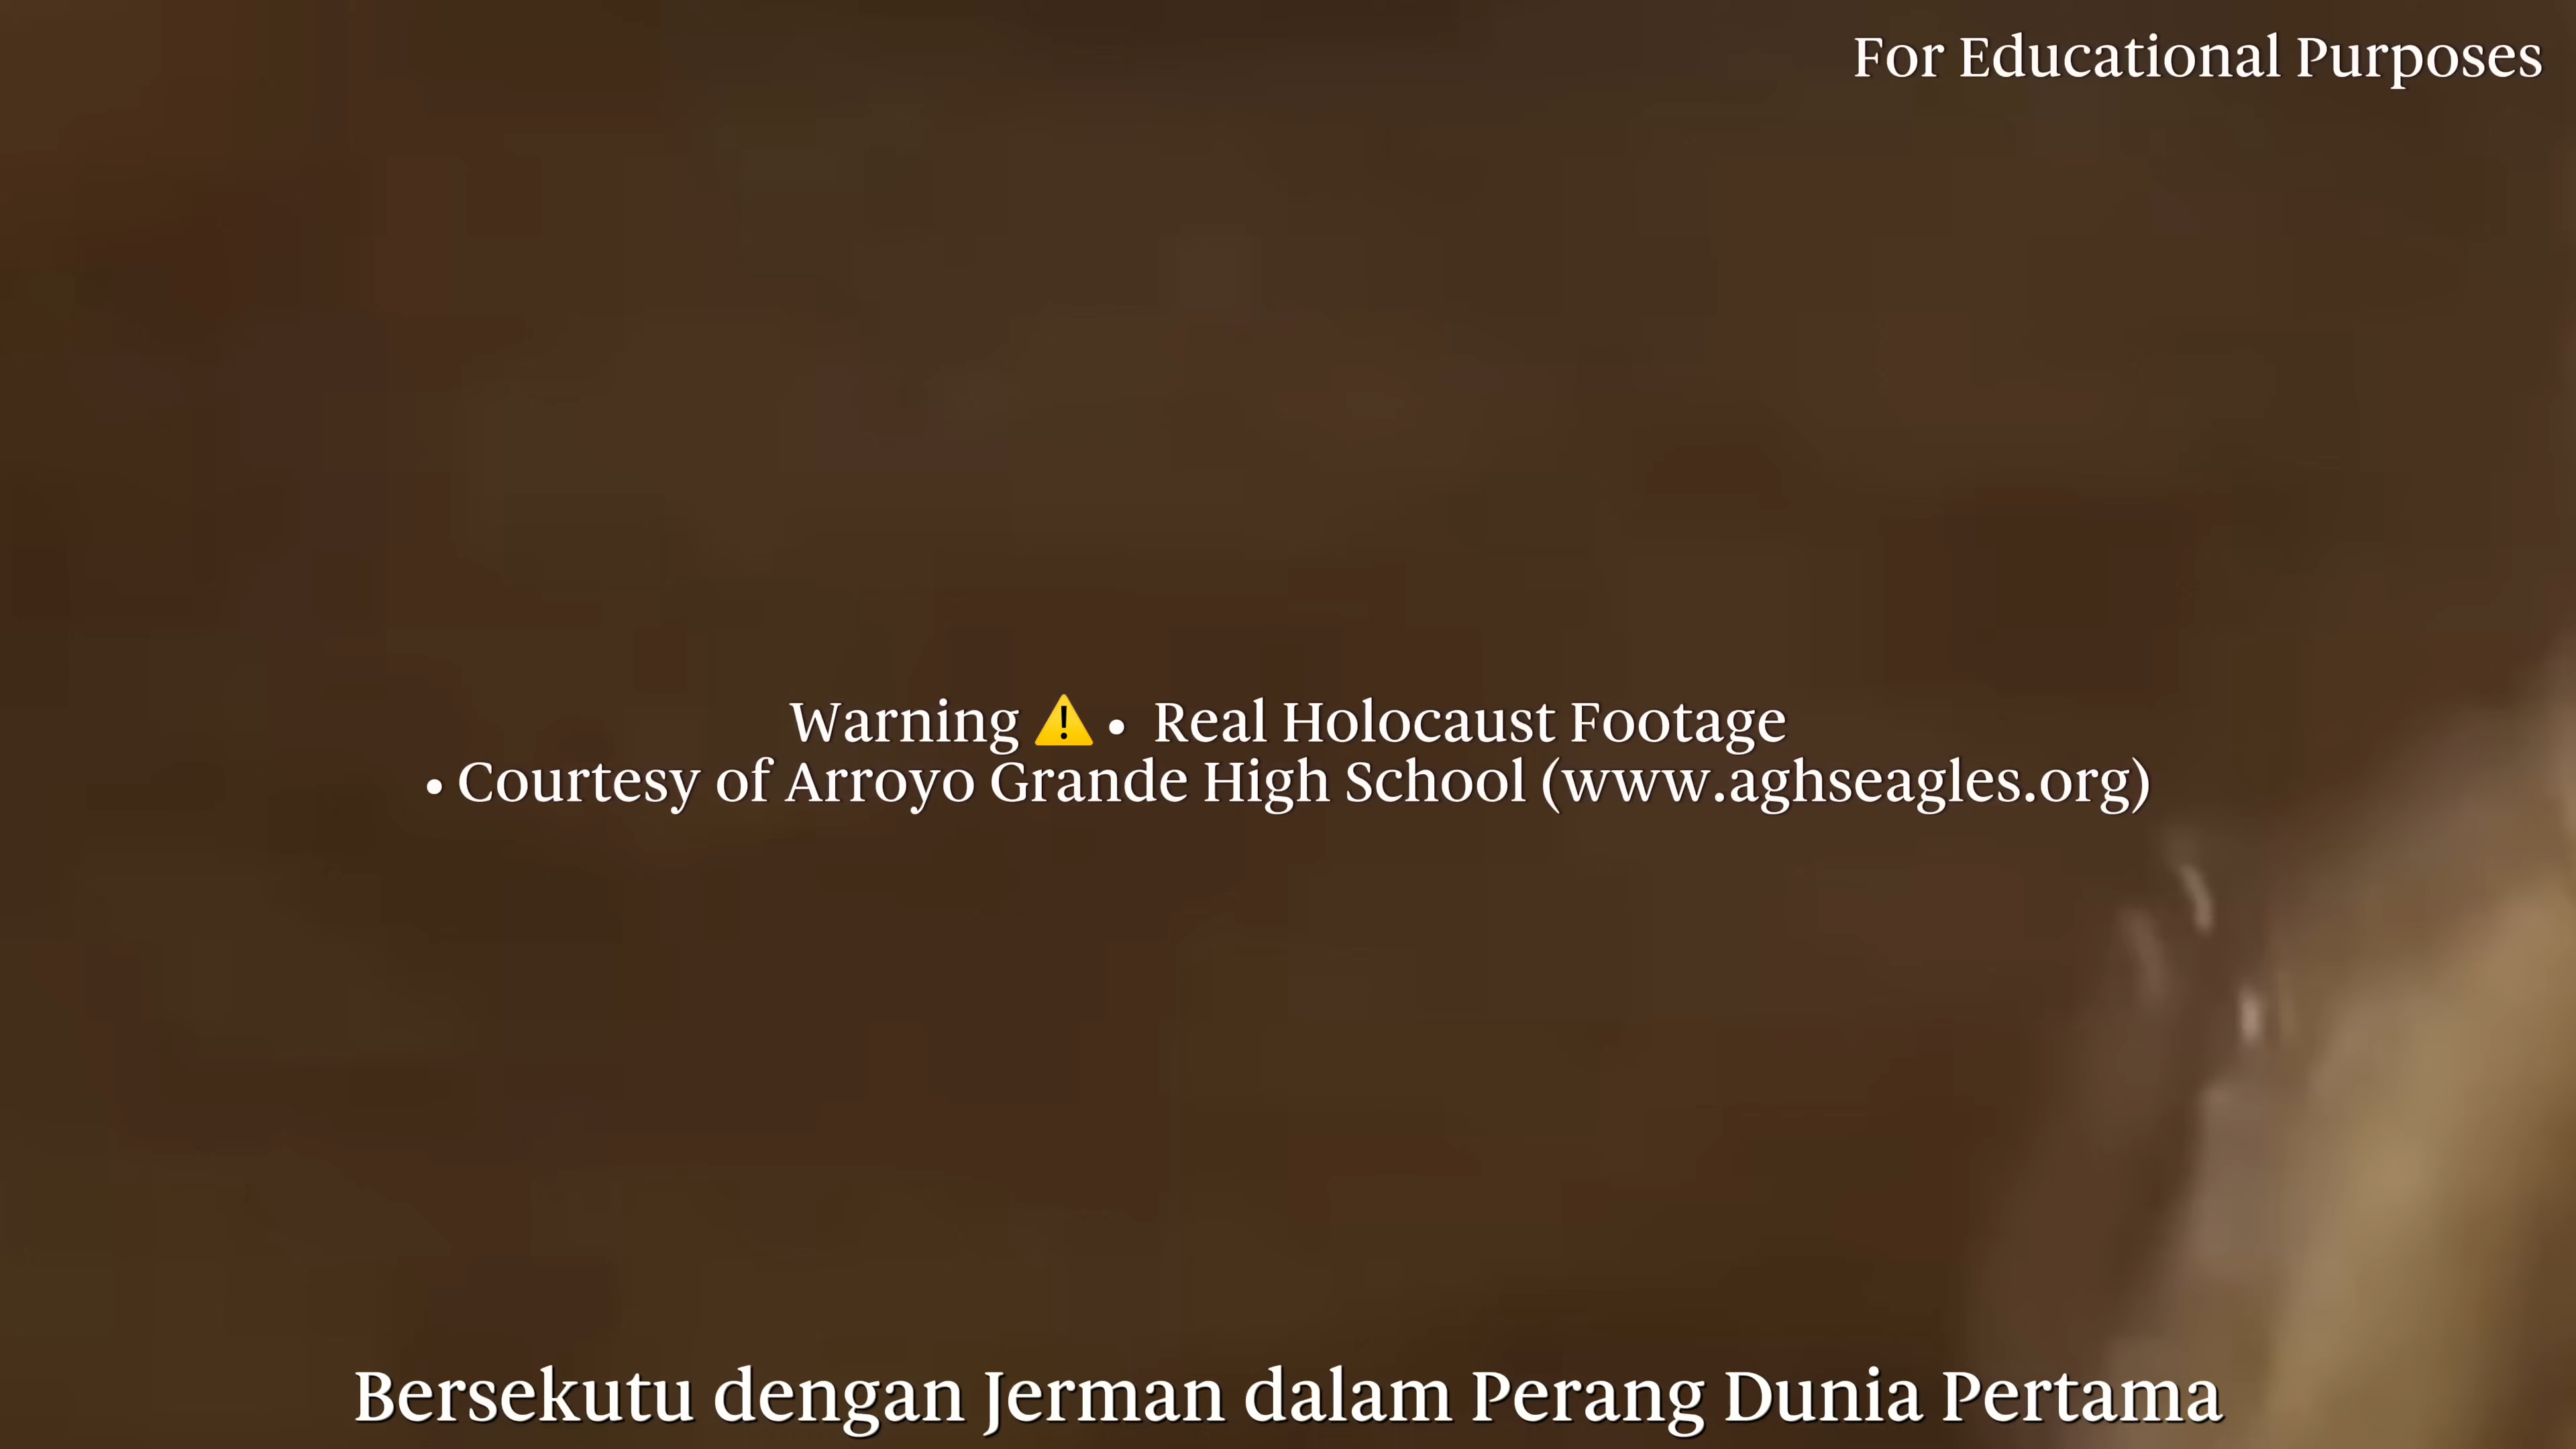 For Educational Purposes
Warning ⚠️ • Real Holocaust Footage
• Courtesy of Arroyo Grande High School (www.aghseagles.org)
Bersekutu dengan Jerman dalam Perang Dunia Pertama